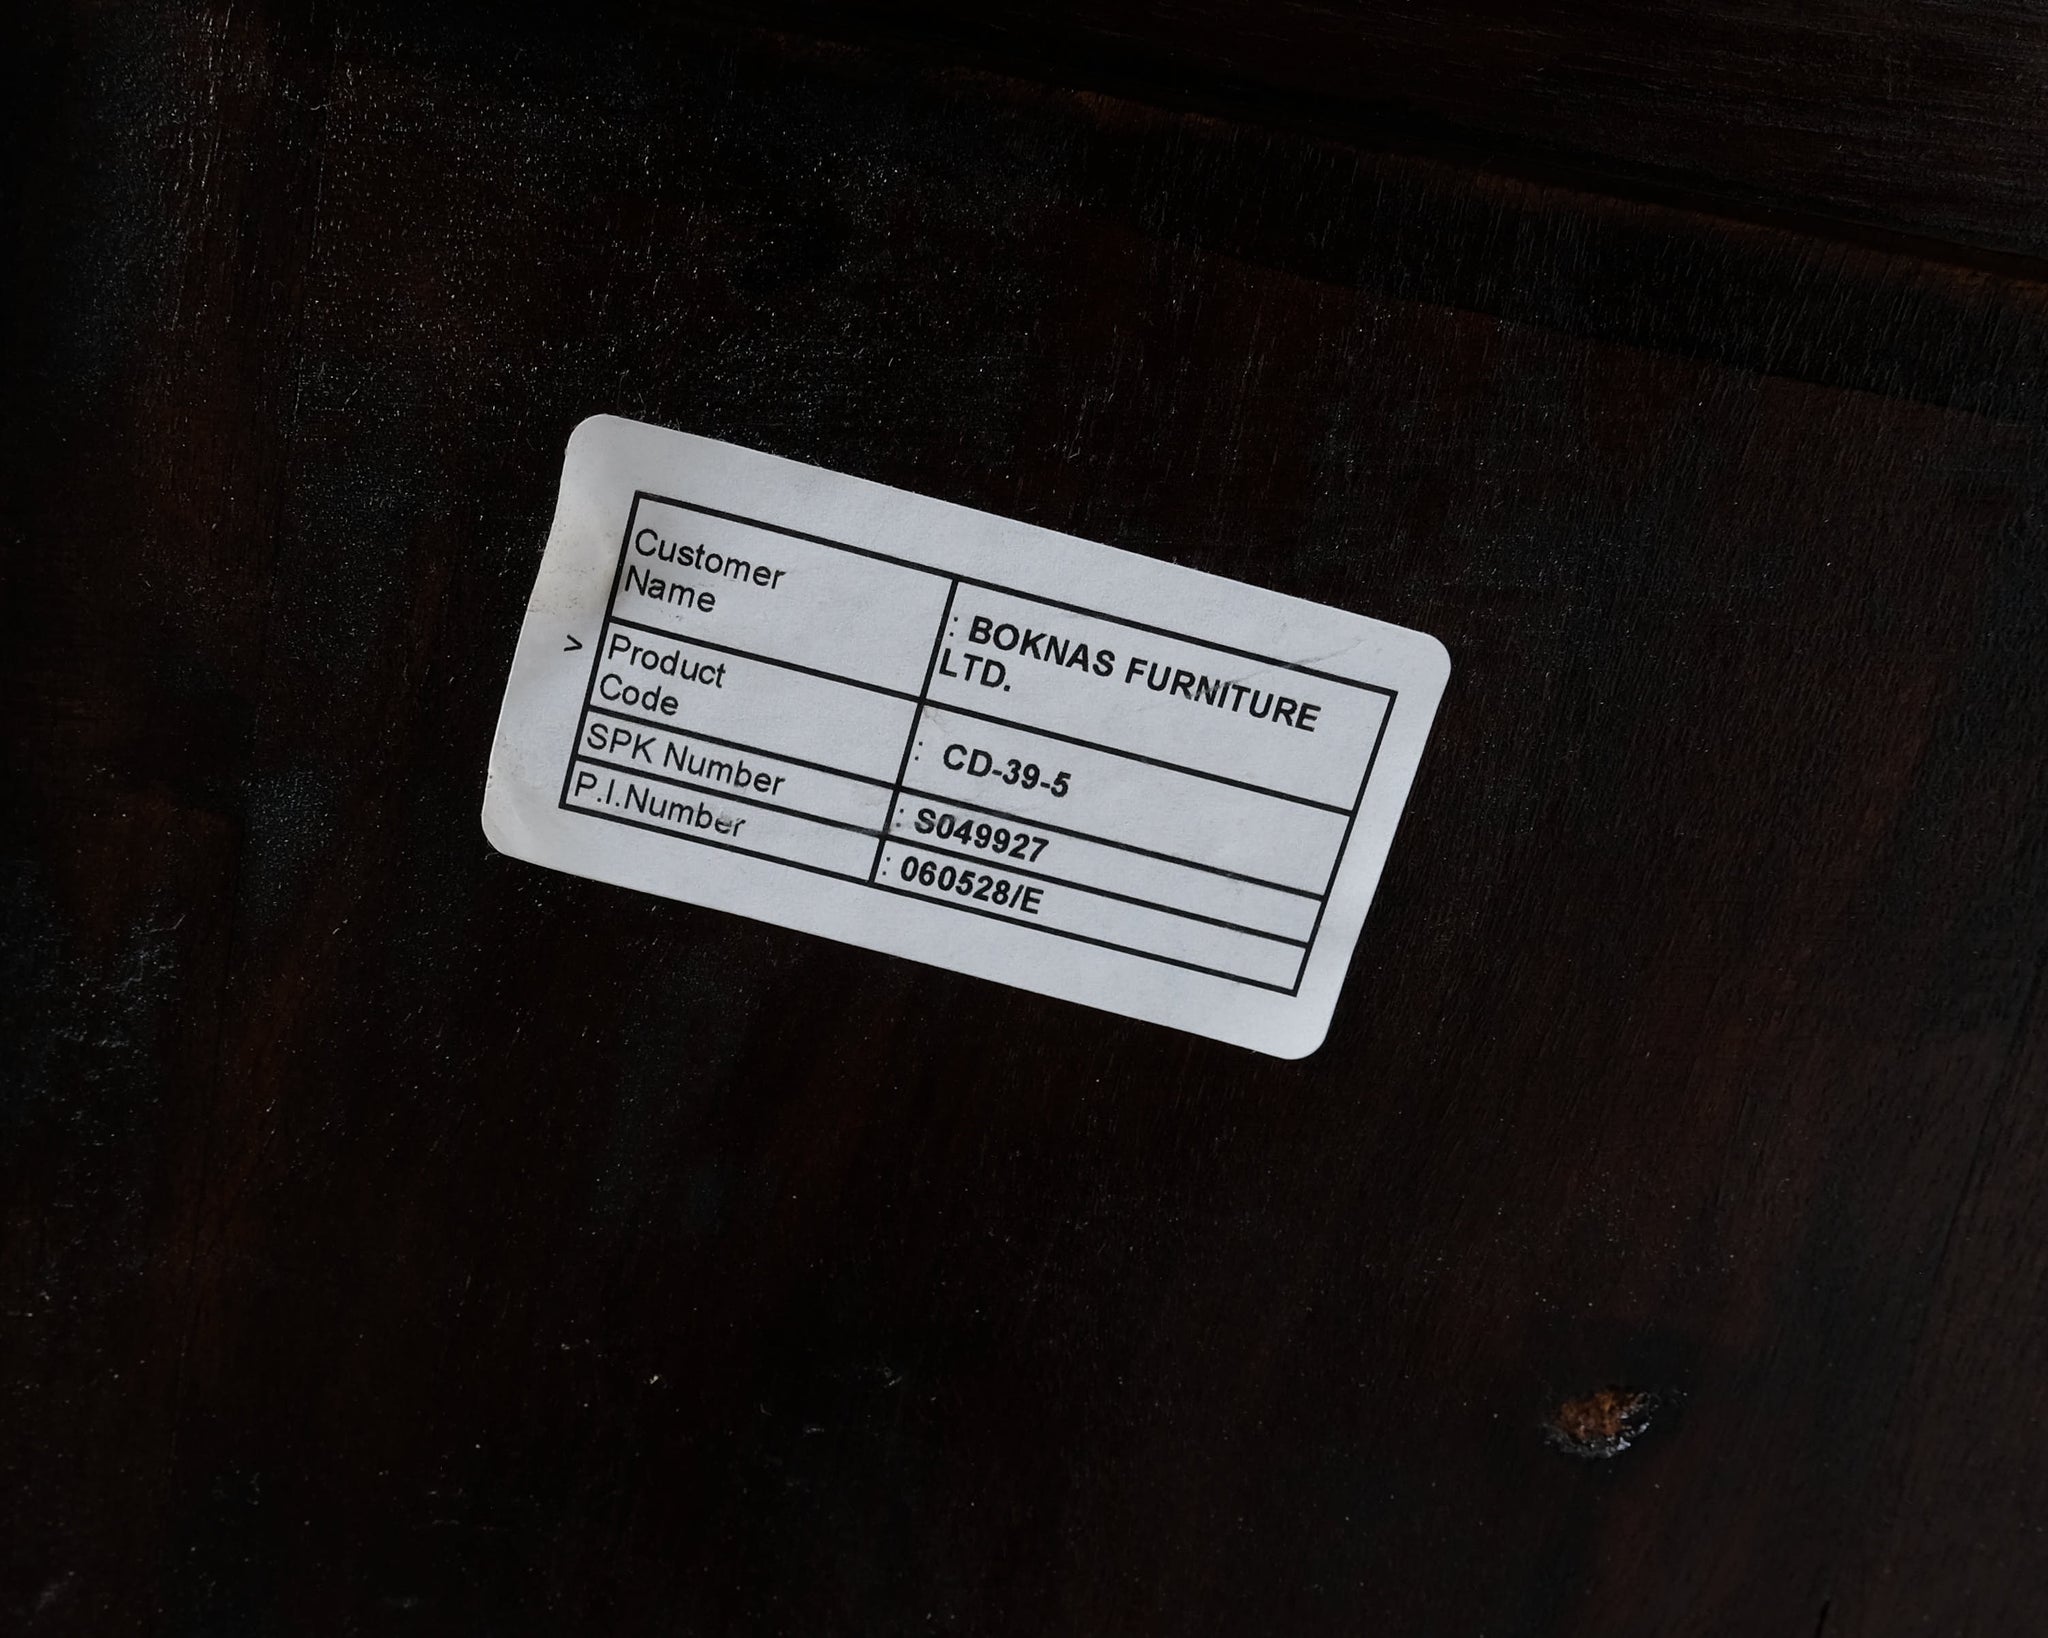 Customer
Name
: BOKNAS FURNITURE
LTD.
>
Product
Code
: CD-39-5
SPK Number
: S049927
P.I.Number
: 060528/E